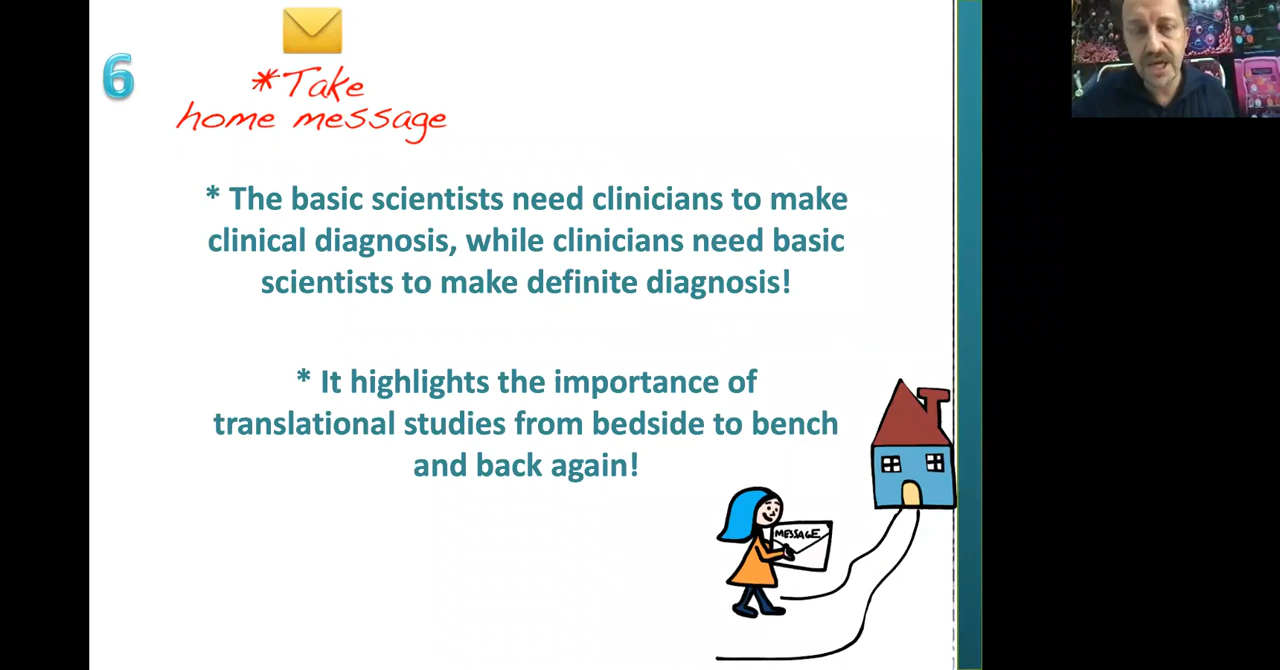 6
*Take
home message
* The basic scientists need clinicians to make
clinical diagnosis, while clinicians need basic
scientists to make definite diagnosis!
* It highlights the importance of
translational studies from bedside to bench
and back again!
MESSAGE